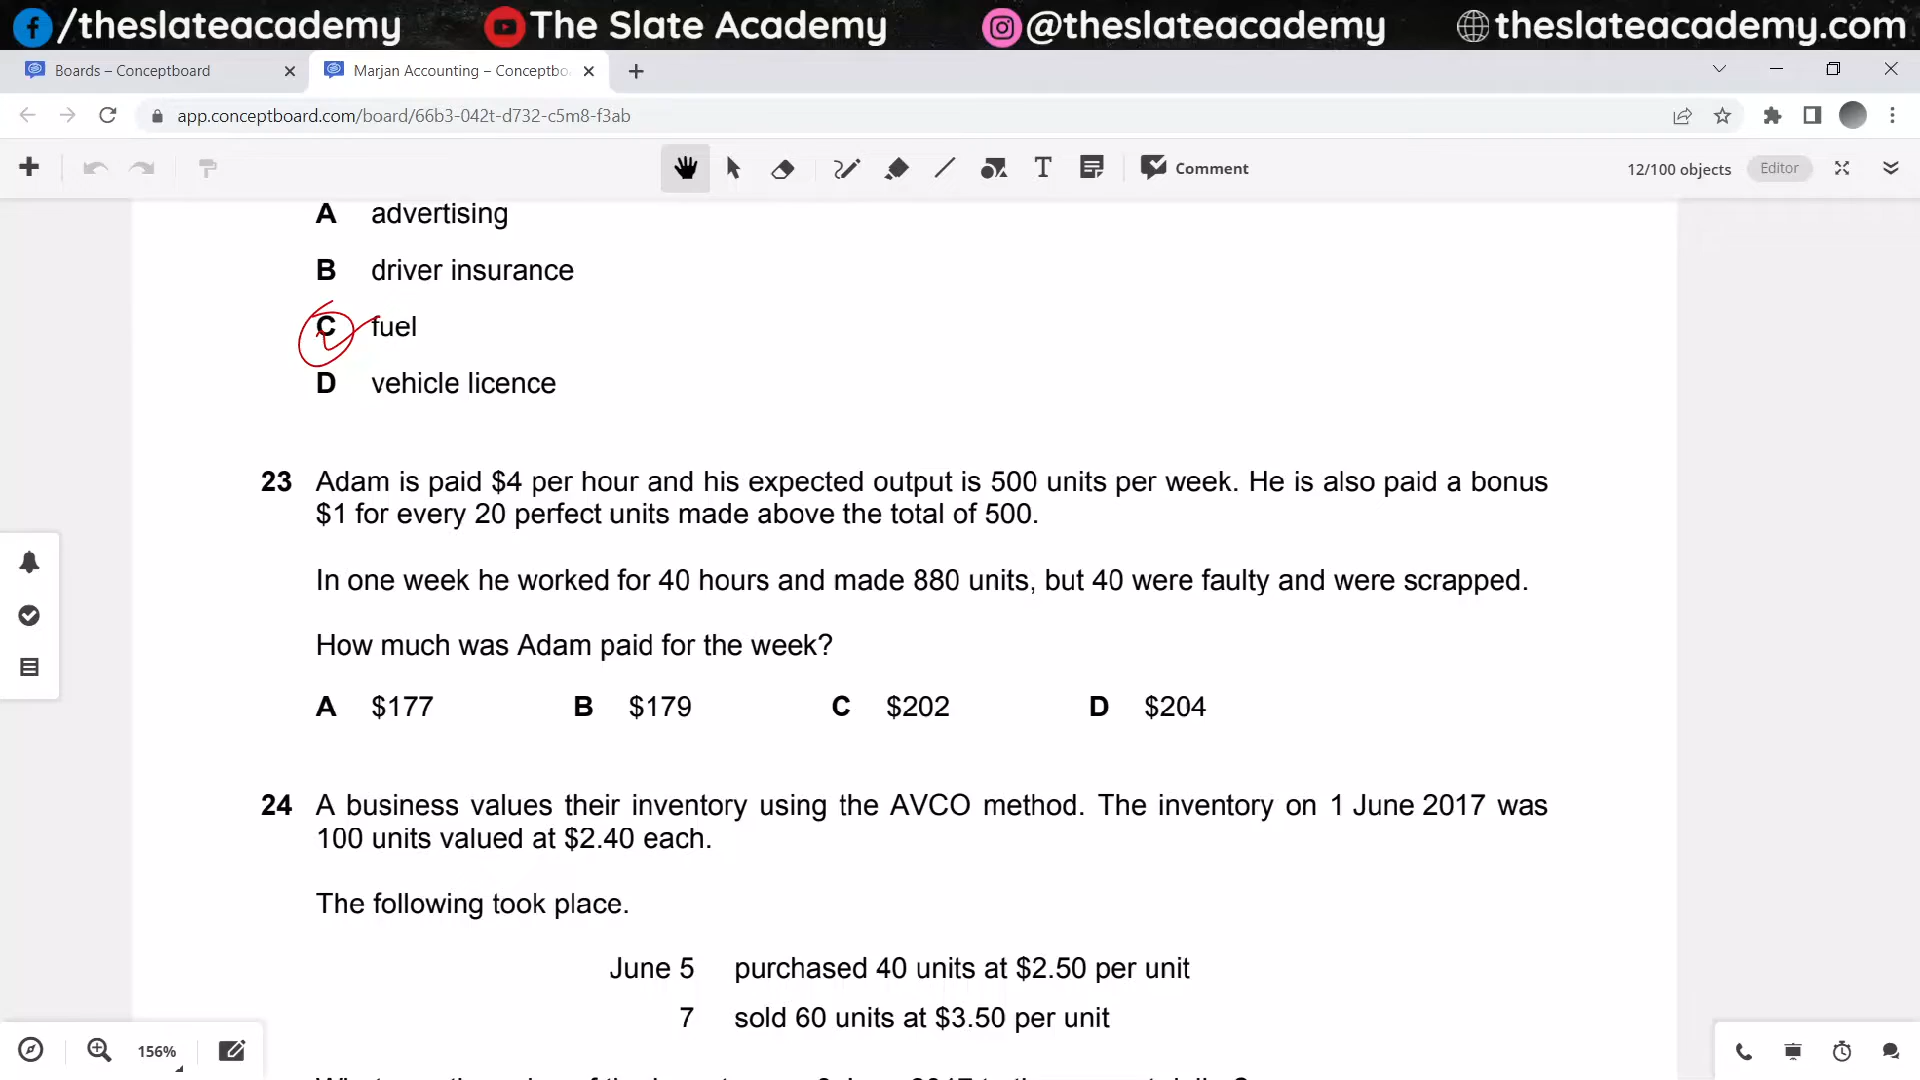 /theslateacademy The Slate Academy @theslateacademy theslateacademy.com
Boards – Conceptboard Marjan Accounting – Conceptbo
app.conceptboard.com/board/66b3-042t-d732-c5m8-f3ab
T Comment 12/100 objects Editor
A advertising
B driver insurance
C fuel
D vehicle licence
23 Adam is paid $4 per hour and his expected output is 500 units per week. He is also paid a bonus
$1 for every 20 perfect units made above the total of 500.
In one week he worked for 40 hours and made 880 units, but 40 were faulty and were scrapped.
How much was Adam paid for the week?
A $177 B $179 C $202 D $204
24 A business values their inventory using the AVCO method. The inventory on 1 June 2017 was
100 units valued at $2.40 each.
The following took place.
June 5 purchased 40 units at $2.50 per unit
7 sold 60 units at $3.50 per unit
156%